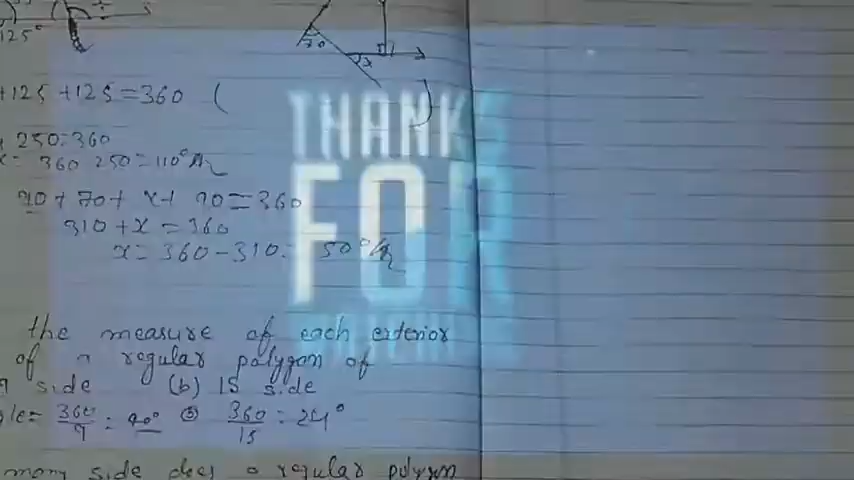 125°
70
x
+125 +125 = 360
250 = 360
x = 360 250 = 110°
90 + 70 + x + 90 = 360
310 + x = 360
x = 360 - 310 = 50°
the measure of each exterior
of a regular polygon of
9 side (b) 15 side
gle = 360/9 = 40° 360/15 = 24°
many side does a regular polygon
THANKS
FOR